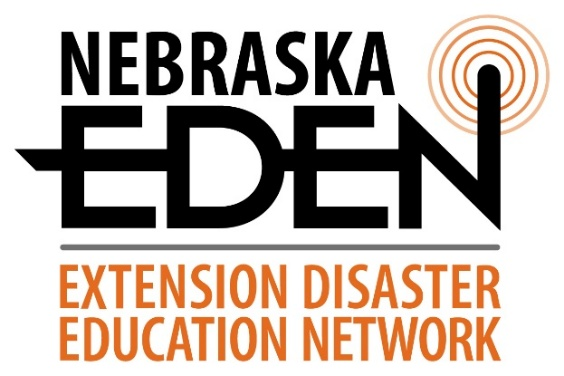 NEBRASKA
EDEN
EXTENSION DISASTER
EDUCATION NETWORK